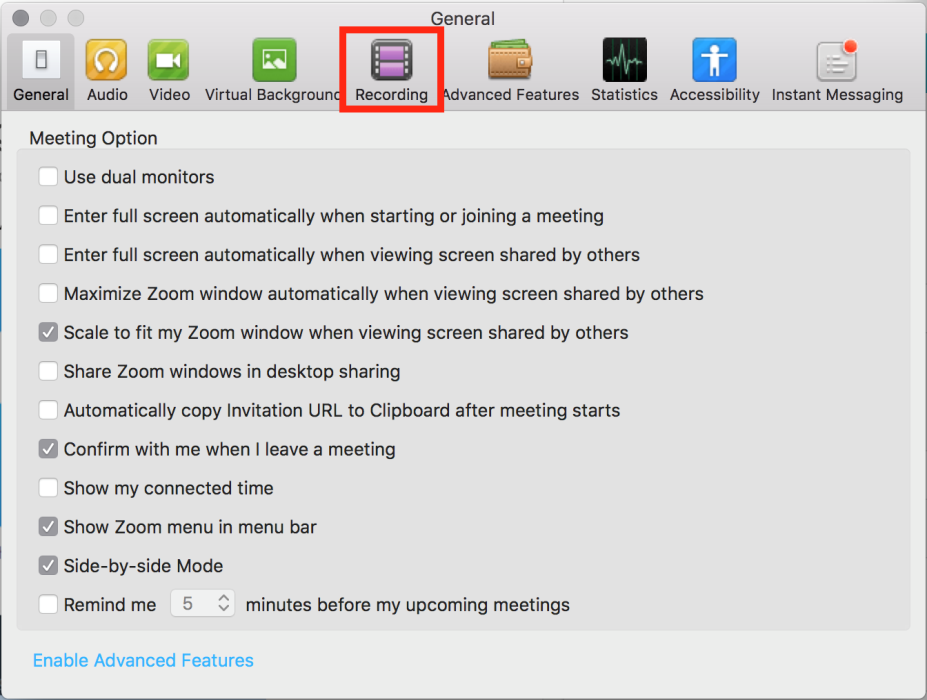 General
General Audio Video Virtual Background Recording Advanced Features Statistics Accessibility Instant Messaging
Meeting Option
Use dual monitors
Enter full screen automatically when starting or joining a meeting
Enter full screen automatically when viewing screen shared by others
Maximize Zoom window automatically when viewing screen shared by others
Scale to fit my Zoom window when viewing screen shared by others
Share Zoom windows in desktop sharing
Automatically copy Invitation URL to Clipboard after meeting starts
Confirm with me when I leave a meeting
Show my connected time
Show Zoom menu in menu bar
Side-by-side Mode
Remind me 5 minutes before my upcoming meetings
Enable Advanced Features